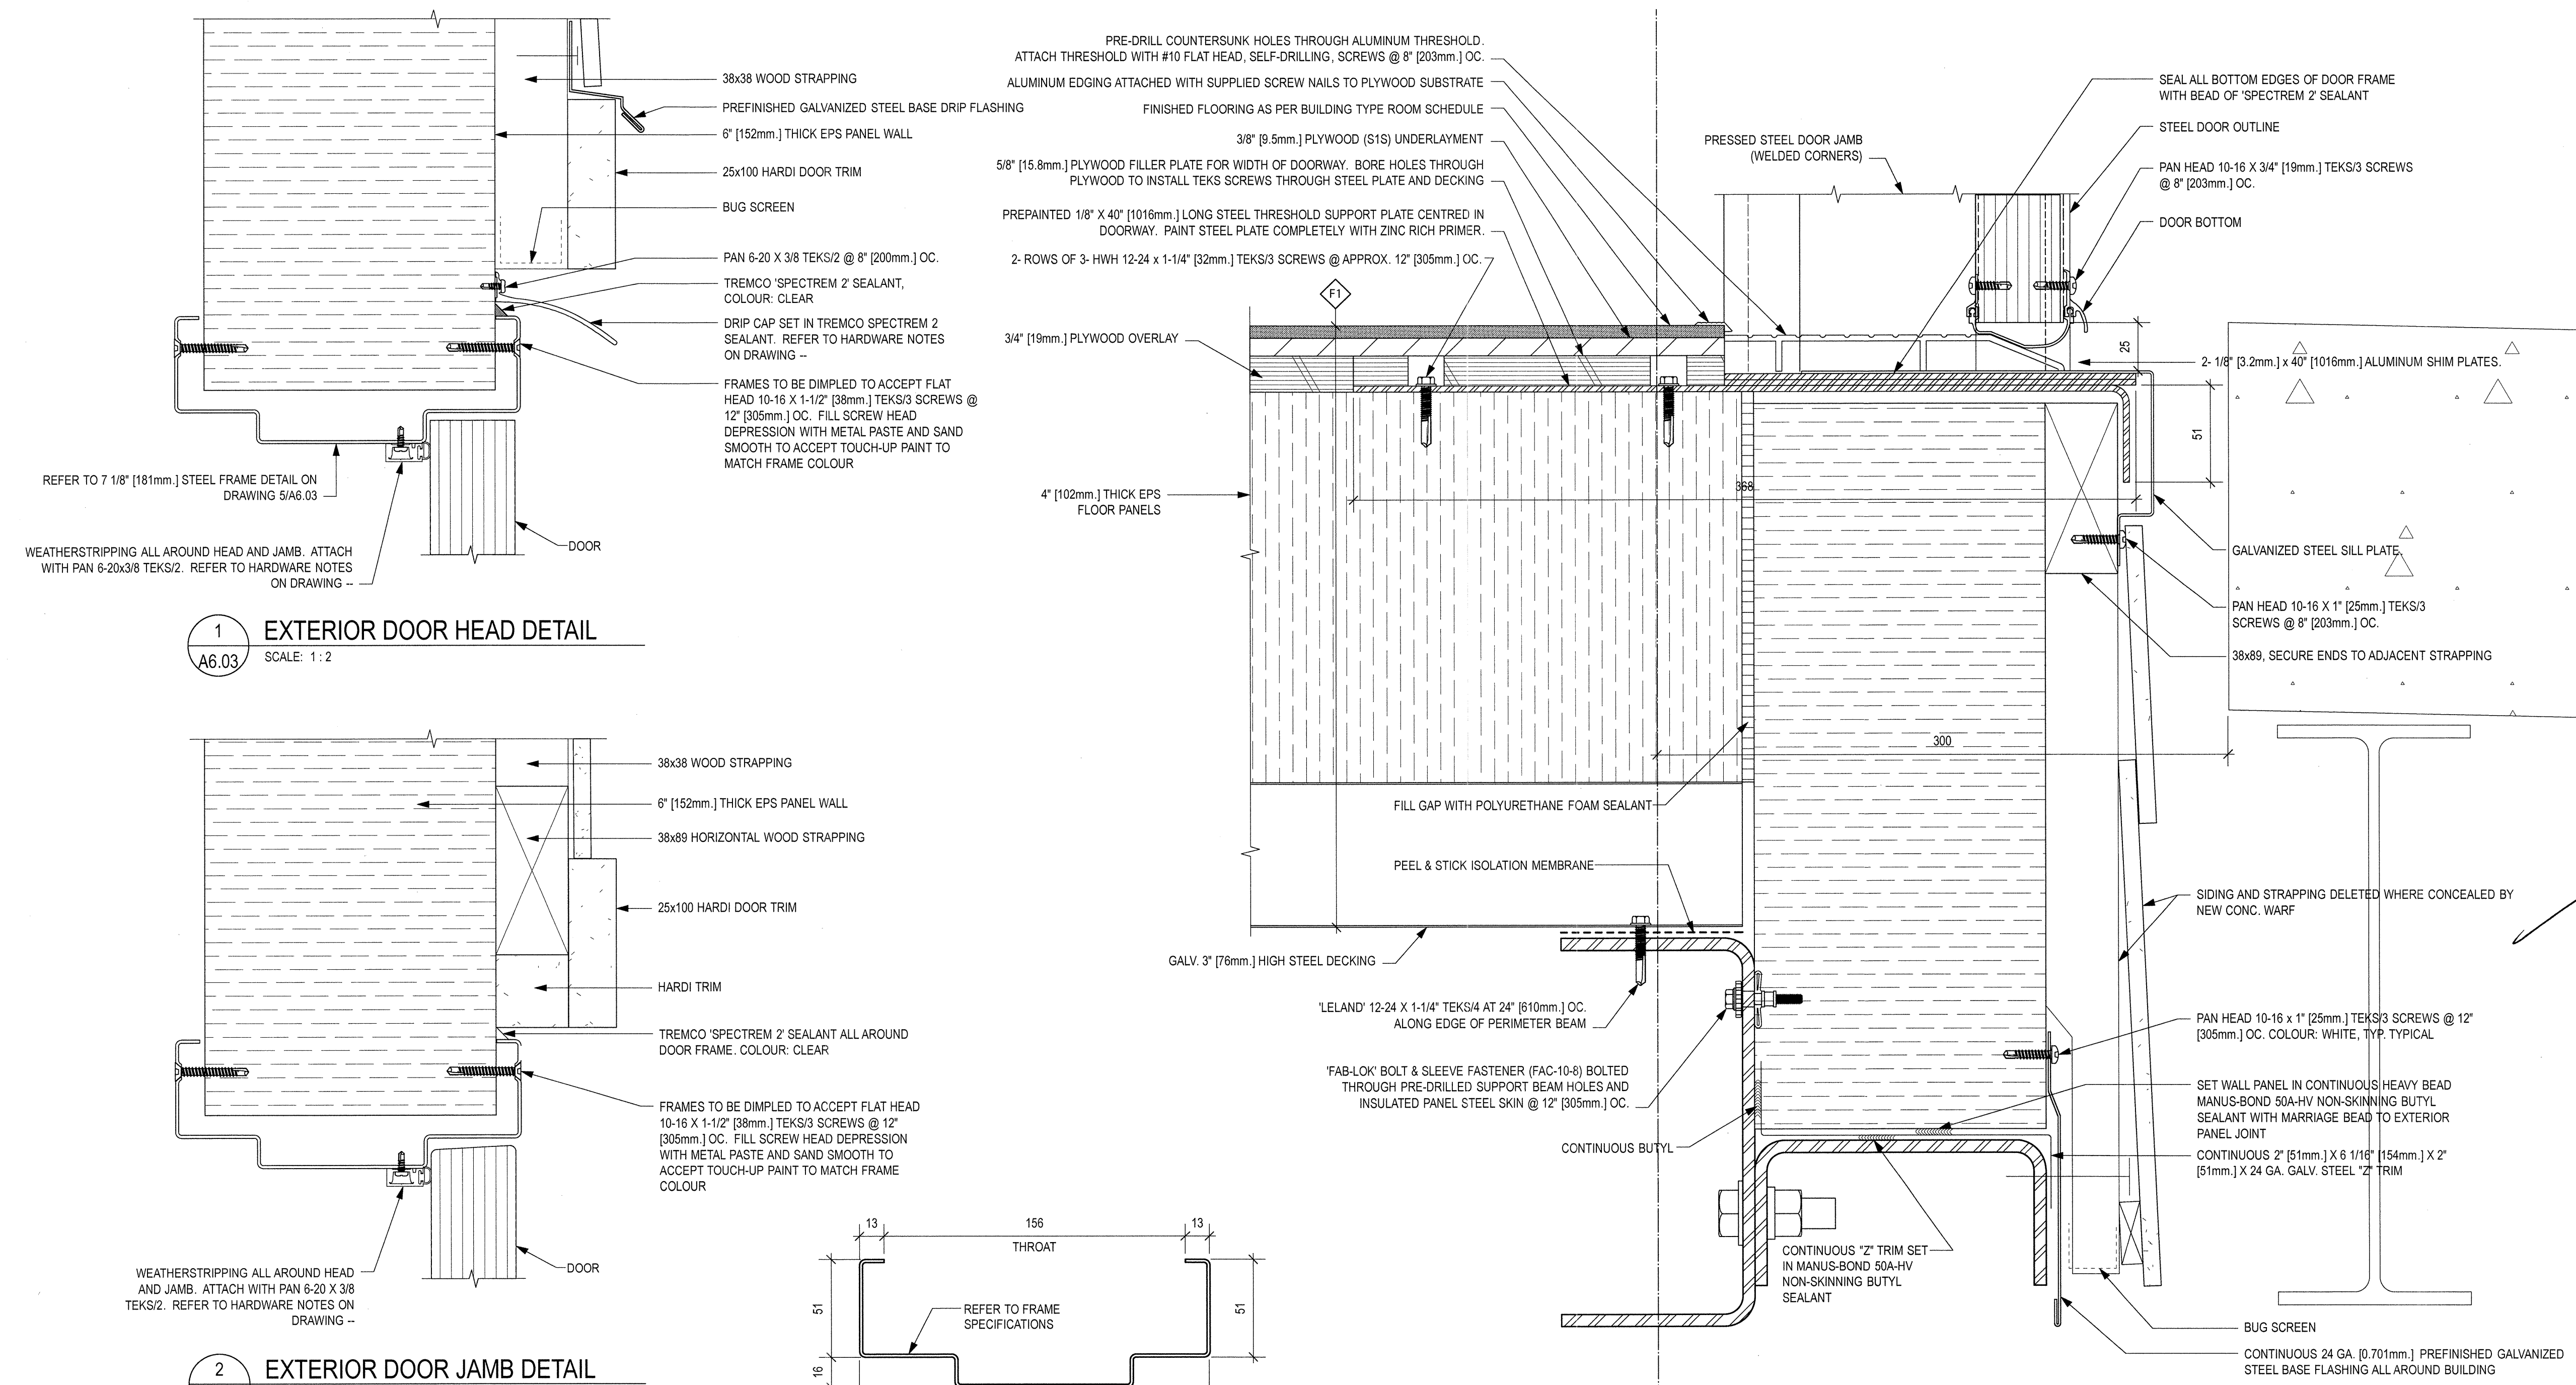 38x38 WOOD STRAPPING
PREFINISHED GALVANIZED STEEL BASE DRIP FLASHING
6" [152mm.] THICK EPS PANEL WALL
25x100 HARDI DOOR TRIM
BUG SCREEN
PAN 6-20 X 3/8 TEKS/2 @ 8" [200mm.] OC.
TREMCO 'SPECTREM 2' SEALANT,
COLOUR: CLEAR
DRIP CAP SET IN TREMCO SPECTREM 2
SEALANT. REFER TO HARDWARE NOTES
ON DRAWING --
FRAMES TO BE DIMPLED TO ACCEPT FLAT
HEAD 10-16 X 1-1/2" [38mm.] TEKS/3 SCREWS @
12" [305mm.] OC. FILL SCREW HEAD
DEPRESSION WITH METAL PASTE AND SAND
SMOOTH TO ACCEPT TOUCH-UP PAINT TO
MATCH FRAME COLOUR
REFER TO 7 1/8" [181mm.] STEEL FRAME DETAIL ON
DRAWING 5/A6.03
WEATHERSTRIPPING ALL AROUND HEAD AND JAMB. ATTACH
WITH PAN 6-20x3/8 TEKS/2. REFER TO HARDWARE NOTES
ON DRAWING --
DOOR
1
A6.03
EXTERIOR DOOR HEAD DETAIL
SCALE: 1 : 2
38x38 WOOD STRAPPING
6" [152mm.] THICK EPS PANEL WALL
38x89 HORIZONTAL WOOD STRAPPING
25x100 HARDI DOOR TRIM
HARDI TRIM
TREMCO 'SPECTREM 2' SEALANT ALL AROUND
DOOR FRAME. COLOUR: CLEAR
FRAMES TO BE DIMPLED TO ACCEPT FLAT HEAD
10-16 X 1-1/2" [38mm.] TEKS/3 SCREWS @ 12"
[305mm.] OC. FILL SCREW HEAD DEPRESSION
WITH METAL PASTE AND SAND SMOOTH TO
ACCEPT TOUCH-UP PAINT TO MATCH FRAME
COLOUR
WEATHERSTRIPPING ALL AROUND HEAD
AND JAMB. ATTACH WITH PAN 6-20 X 3/8
TEKS/2. REFER TO HARDWARE NOTES ON
DRAWING --
DOOR
2
EXTERIOR DOOR JAMB DETAIL
13
156
13
THROAT
51
51
16
REFER TO FRAME
SPECIFICATIONS
PRE-DRILL COUNTERSUNK HOLES THROUGH ALUMINUM THRESHOLD.
ATTACH THRESHOLD WITH #10 FLAT HEAD, SELF-DRILLING, SCREWS @ 8" [203mm.] OC.
ALUMINUM EDGING ATTACHED WITH SUPPLIED SCREW NAILS TO PLYWOOD SUBSTRATE
FINISHED FLOORING AS PER BUILDING TYPE ROOM SCHEDULE
3/8" [9.5mm.] PLYWOOD (S1S) UNDERLAYMENT
5/8" [15.8mm.] PLYWOOD FILLER PLATE FOR WIDTH OF DOORWAY. BORE HOLES THROUGH
PLYWOOD TO INSTALL TEKS SCREWS THROUGH STEEL PLATE AND DECKING
PREPAINTED 1/8" X 40" [1016mm.] LONG STEEL THRESHOLD SUPPORT PLATE CENTRED IN
DOORWAY. PAINT STEEL PLATE COMPLETELY WITH ZINC RICH PRIMER.
2- ROWS OF 3- HWH 12-24 x 1-1/4" [32mm.] TEKS/3 SCREWS @ APPROX. 12" [305mm.] OC.
F1
3/4" [19mm.] PLYWOOD OVERLAY
4" [102mm.] THICK EPS
FLOOR PANELS
PRESSED STEEL DOOR JAMB
(WELDED CORNERS)
368
300
25
51
FILL GAP WITH POLYURETHANE FOAM SEALANT
PEEL & STICK ISOLATION MEMBRANE
GALV. 3" [76mm.] HIGH STEEL DECKING
'LELAND' 12-24 X 1-1/4" TEKS/4 AT 24" [610mm.] OC.
ALONG EDGE OF PERIMETER BEAM
'FAB-LOK' BOLT & SLEEVE FASTENER (FAC-10-8) BOLTED
THROUGH PRE-DRILLED SUPPORT BEAM HOLES AND
INSULATED PANEL STEEL SKIN @ 12" [305mm.] OC.
CONTINUOUS BUTYL
CONTINUOUS "Z" TRIM SET
IN MANUS-BOND 50A-HV
NON-SKINNING BUTYL
SEALANT
SEAL ALL BOTTOM EDGES OF DOOR FRAME
WITH BEAD OF 'SPECTREM 2' SEALANT
STEEL DOOR OUTLINE
PAN HEAD 10-16 X 3/4" [19mm.] TEKS/3 SCREWS
@ 8" [203mm.] OC.
DOOR BOTTOM
2- 1/8" [3.2mm.] x 40" [1016mm.] ALUMINUM SHIM PLATES.
GALVANIZED STEEL SILL PLATE.
PAN HEAD 10-16 X 1" [25mm.] TEKS/3
SCREWS @ 8" [203mm.] OC.
38x89, SECURE ENDS TO ADJACENT STRAPPING
SIDING AND STRAPPING DELETED WHERE CONCEALED BY
NEW CONC. WARF
PAN HEAD 10-16 x 1" [25mm.] TEKS/3 SCREWS @ 12"
[305mm.] OC. COLOUR: WHITE, TYP. TYPICAL
SET WALL PANEL IN CONTINUOUS HEAVY BEAD
MANUS-BOND 50A-HV NON-SKINNING BUTYL
SEALANT WITH MARRIAGE BEAD TO EXTERIOR
PANEL JOINT
CONTINUOUS 2" [51mm.] X 6 1/16" [154mm.] X 2"
[51mm.] X 24 GA. GALV. STEEL "Z" TRIM
BUG SCREEN
CONTINUOUS 24 GA. [0.701mm.] PREFINISHED GALVANIZED
STEEL BASE FLASHING ALL AROUND BUILDING